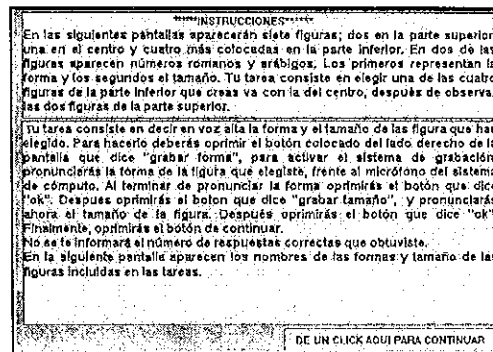 *****INSTRUCCIONES*****
En las siguientes pantallas aparecerán siete figuras; dos en la parte superior
una en el centro y cuatro más colocadas en la parte inferior. En dos de las
figuras aparecen números romanos y arábigos. Los primeros representan la
forma y los segundos el tamaño. Tu tarea consiste en elegir una de las cuatro
figuras de la parte inferior que creas va con la del centro, después de observa
las dos figuras de la parte superior.
Tu tarea consiste en decir en voz alta la forma y el tamaño de las figura que ha
elegido. Para hacerlo deberás oprimir el botón colocado del lado derecho de la
pantalla que dice "grabar forma", para activar el sistema de grabación
pronunciarás la forma de la figura que elegiste, frente al micrófono del sistema
de cómputo. Al terminar de pronunciar la forma oprimirás el botón que dice
"ok". Despues oprimirás el boton que dice "grabar tamaño", y pronunciarás
ahora el tamaño de la figura. Después oprimirás el botón que dice "ok"
Finalmente, oprimirás el botón de continuar.
No se te informará el número de respuestas correctas que obtuviste.
En la siguiente pantalla aparecen los nombres de las formas y tamaño de las
figuras incluidas en las tareas.
DE UN CLICK AQUI PARA CONTINUAR